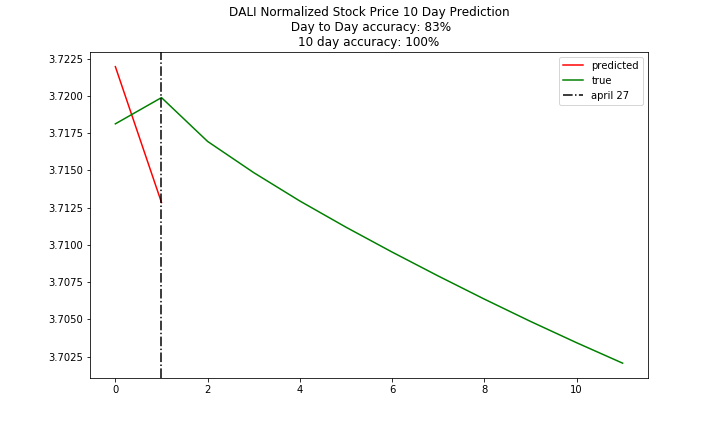 DALI Normalized Stock Price 10 Day Prediction
Day to Day accuracy: 83%
10 day accuracy: 100%
3.7225
3.7200
3.7175
3.7150
3.7125
3.7100
3.7075
3.7050
3.7025
predicted
true
april 27
0 2 4 6 8 10